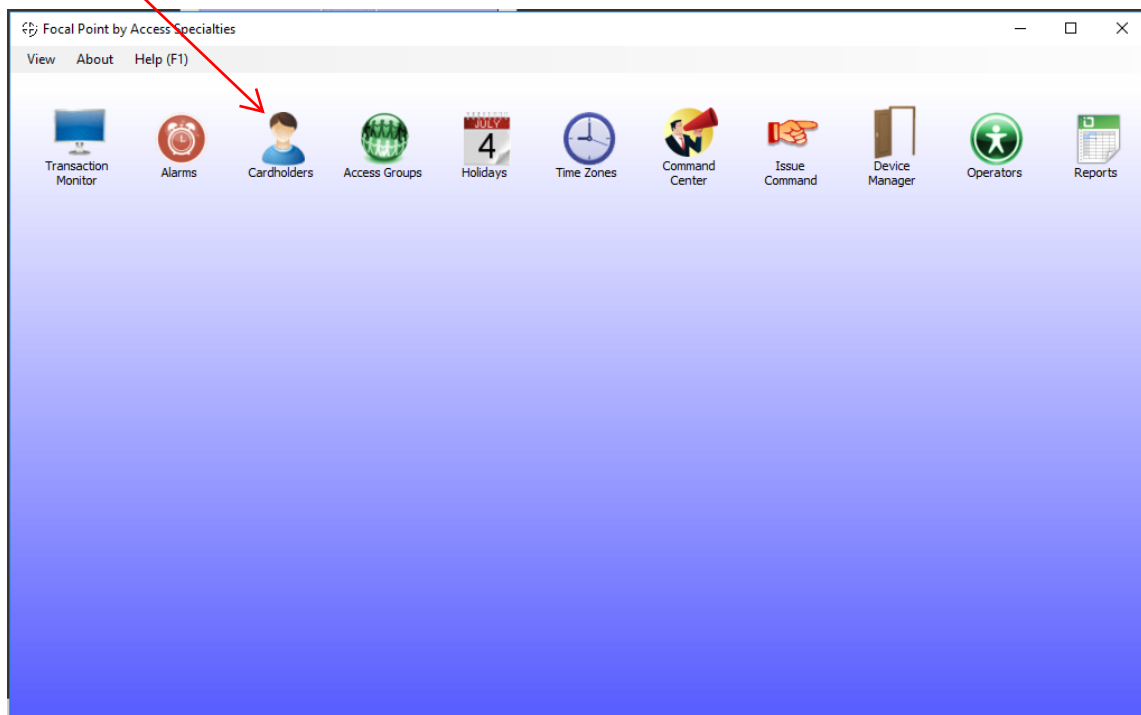 Focal Point by Access Specialties
View About Help (F1)
JULY
4
Transaction
Monitor
Alarms
Cardholders
Access Groups
Holidays
Time Zones
Command
Center
Issue
Command
Device
Manager
Operators
Reports